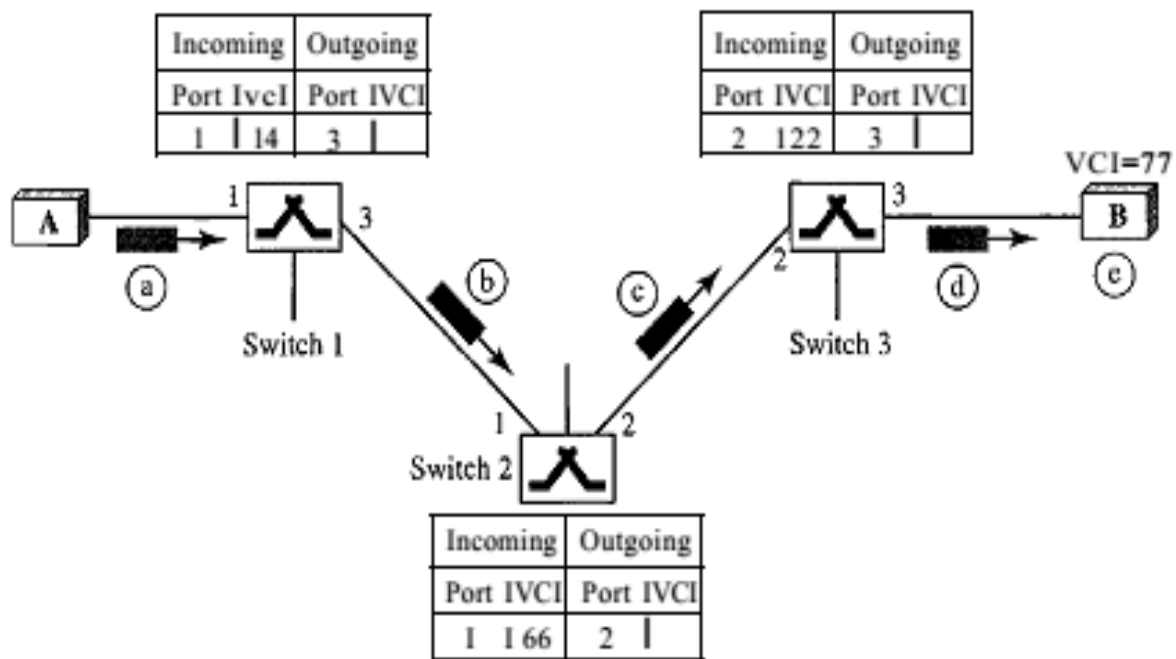 Incoming Outgoing
Port IvcI Port IVCI
1 | 14 3 |
Incoming Outgoing
Port IVCI Port IVCI
2 122 3 |
VCI=77
A
1
3
3
2
B
a
b
c
d
e
Switch 1
Switch 3
1
2
Switch 2
Incoming Outgoing
Port IVCI Port IVCI
I I 66 2 |